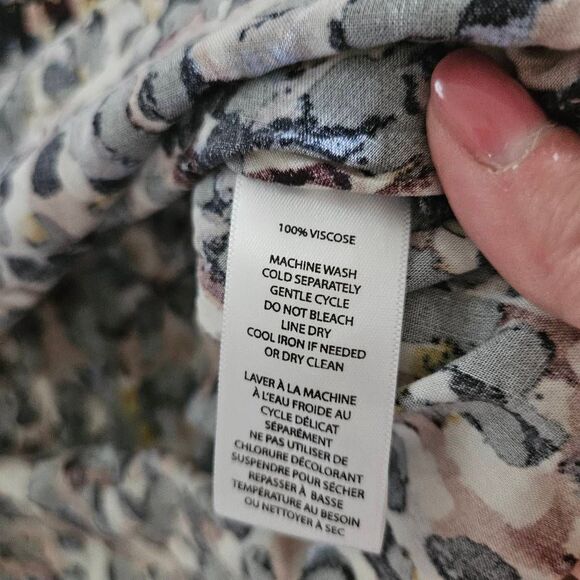 100% VISCOSE
MACHINE WASH
COLD SEPARATELY
GENTLE CYCLE
DO NOT BLEACH
LINE DRY
COOL IRON IF NEEDED
OR DRY CLEAN
LAVER À LA MACHINE
À L'EAU FROIDE AU
CYCLE DÉLICAT
SÉPARÉMENT
NE PAS UTILISER DE
CHLORURE DÉCOLORANT
SUSPENDRE POUR SÉCHER
REPASSER À BASSE
TEMPÉRATURE AU BESOIN
OU NETTOYER À SEC